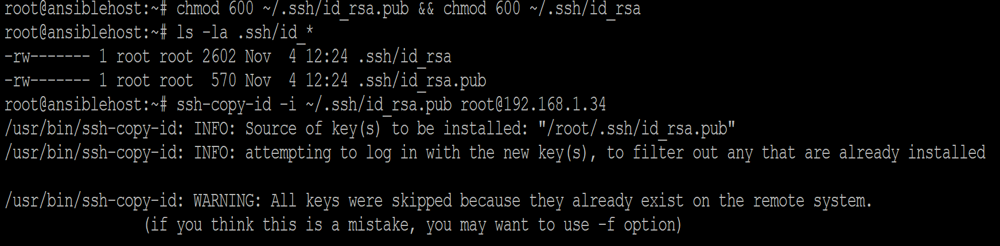 root@ansiblehost:~# chmod 600 ~/.ssh/id_rsa.pub && chmod 600 ~/.ssh/id_rsa
root@ansiblehost:~# ls -la .ssh/id_*
-rw------- 1 root root 2602 Nov  4 12:24 .ssh/id_rsa
-rw------- 1 root root  570 Nov  4 12:24 .ssh/id_rsa.pub
root@ansiblehost:~# ssh-copy-id -i ~/.ssh/id_rsa.pub root@192.168.1.34
/usr/bin/ssh-copy-id: INFO: Source of key(s) to be installed: "/root/.ssh/id_rsa.pub"
/usr/bin/ssh-copy-id: INFO: attempting to log in with the new key(s), to filter out any that are already installed
/usr/bin/ssh-copy-id: WARNING: All keys were skipped because they already exist on the remote system.
(if you think this is a mistake, you may want to use -f option)